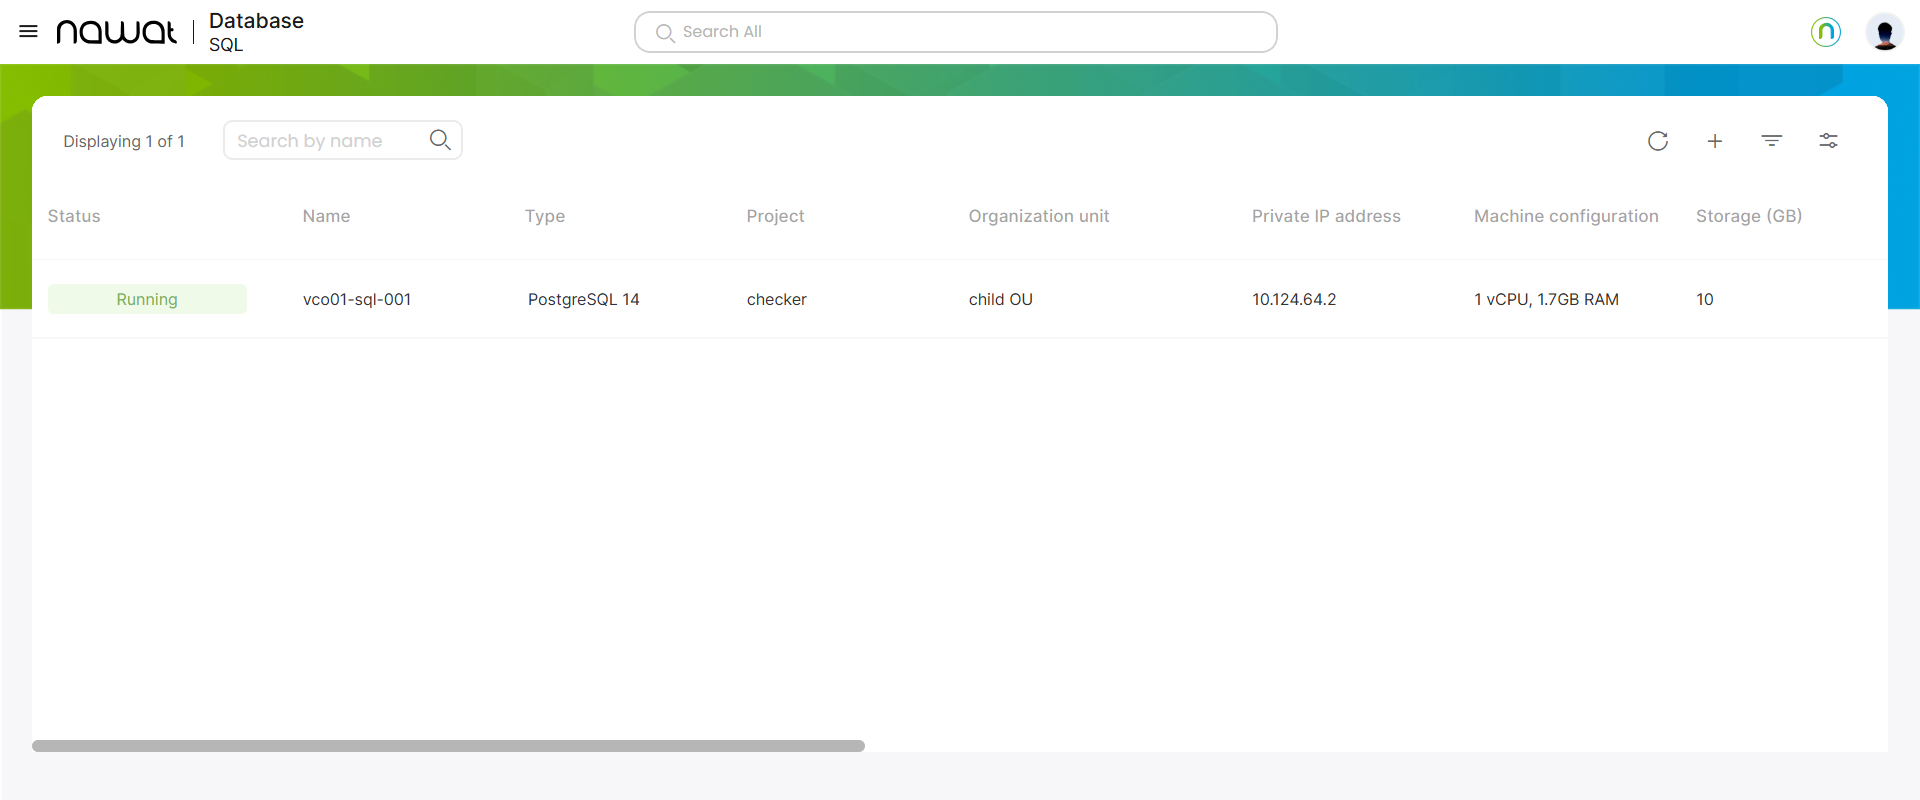 nawat
Database
SQL
Search All
Displaying 1 of 1
Search by name
Status Name Type Project Organization unit Private IP address Machine configuration Storage (GB)
Running vco01-sql-001 PostgreSQL 14 checker child OU 10.124.64.2 1 vCPU, 1.7GB RAM 10